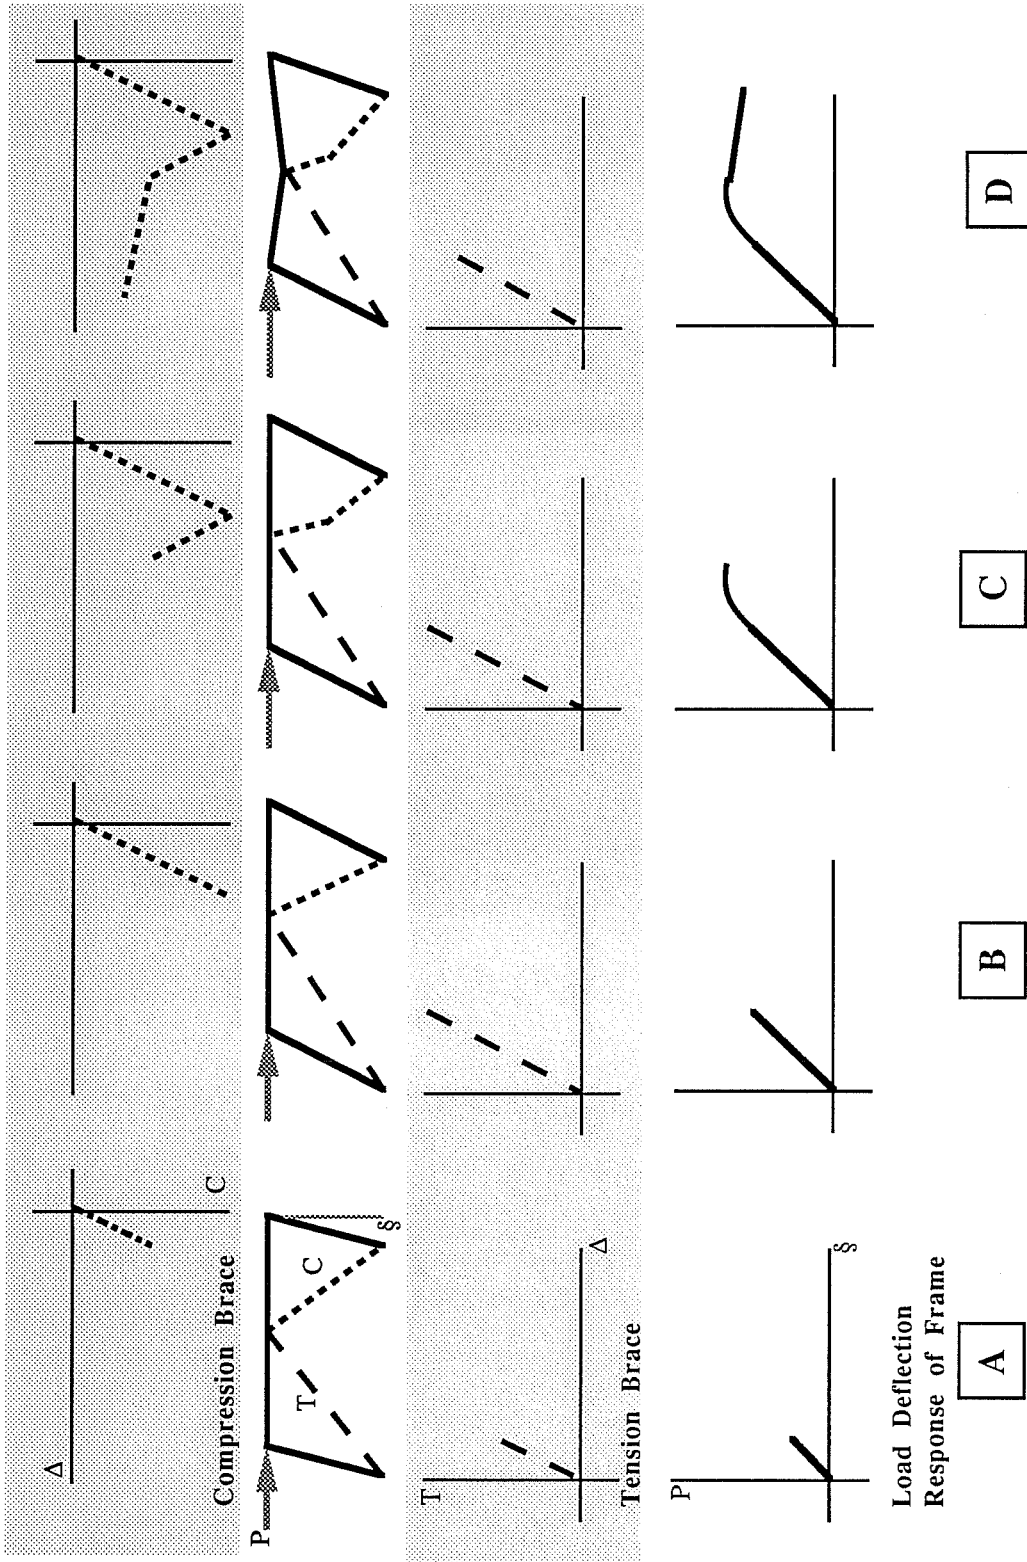 Δ
C
Compression Brace
P
T
C
§
T
Δ
Tension Brace
P
§
Load Deflection
Response of Frame
A
B
C
D